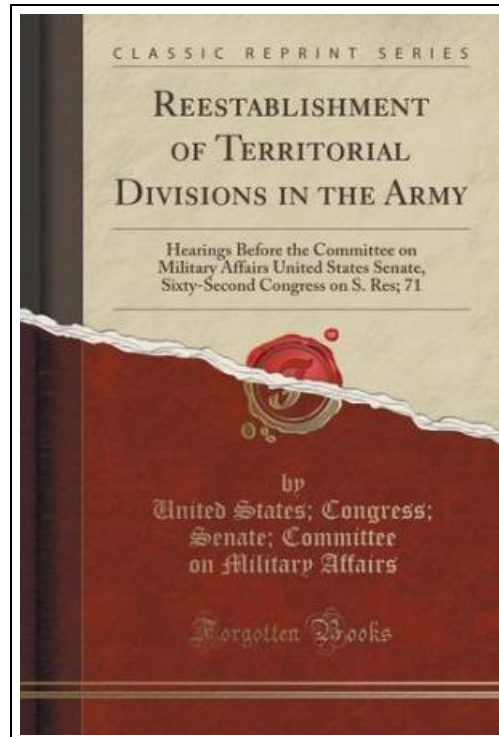 CLASSIC REPRINT SERIES
REESTABLISHMENT
OF TERRITORIAL
DIVISIONS IN THE ARMY
Hearings Before the Committee on
Military Affairs United States Senate,
Sixty-Second Congress on S. Res; 71
by
United States; Congress;
Senate; Committee
on Military Affairs
Forgotten Books